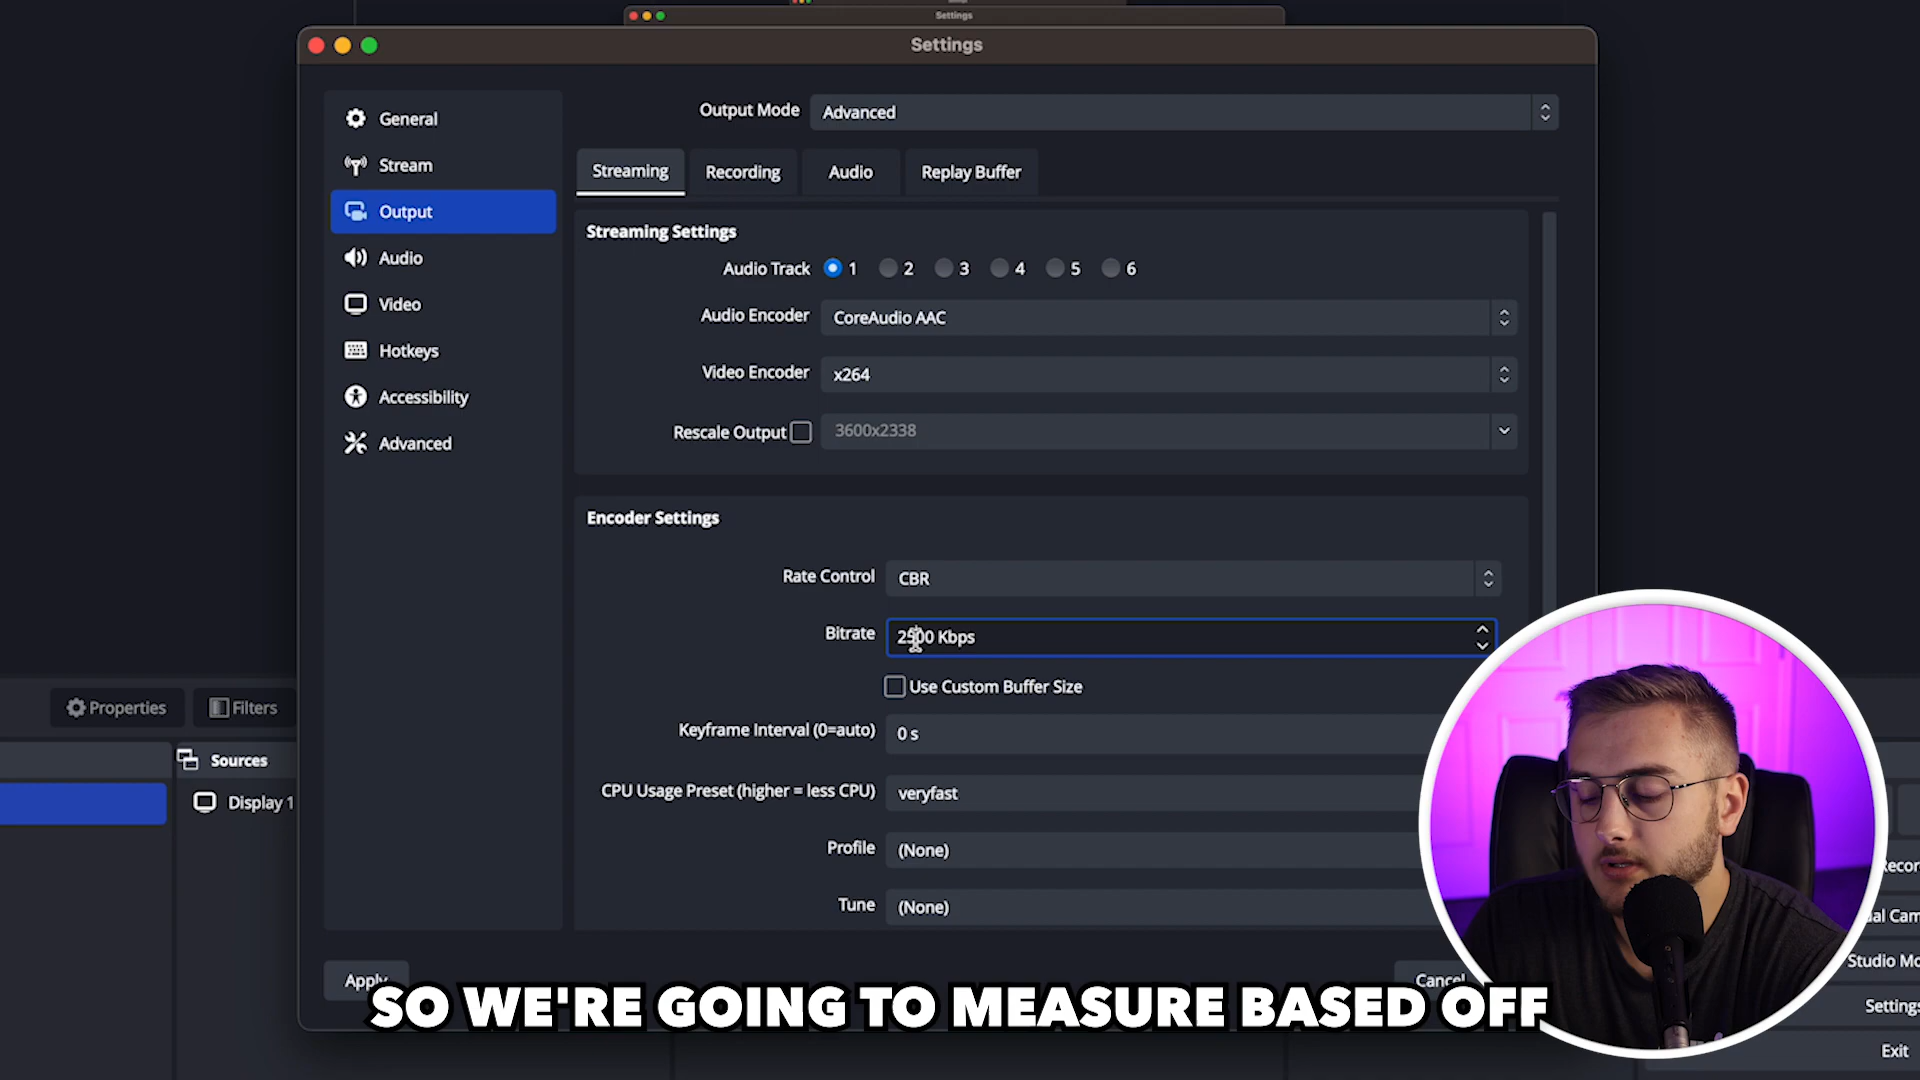 Settings
Settings
General
Stream
Output
Audio
Video
Hotkeys
Accessibility
Advanced
Output Mode
Advanced
Streaming
Recording
Audio
Replay Buffer
Streaming Settings
Audio Track
1
2
3
4
5
6
Audio Encoder
CoreAudio AAC
Video Encoder
x264
Rescale Output
3600x2338
Encoder Settings
Rate Control
CBR
Bitrate
2500 Kbps
Use Custom Buffer Size
Keyframe Interval (0=auto)
0 s
CPU Usage Preset (higher = less CPU)
veryfast
Profile
(None)
Tune
(None)
Properties
Filters
Sources
Display 1
Apply
Cancel
Studio Mo
Settings
Exit
SO WE'RE GOING TO MEASURE BASED OFF